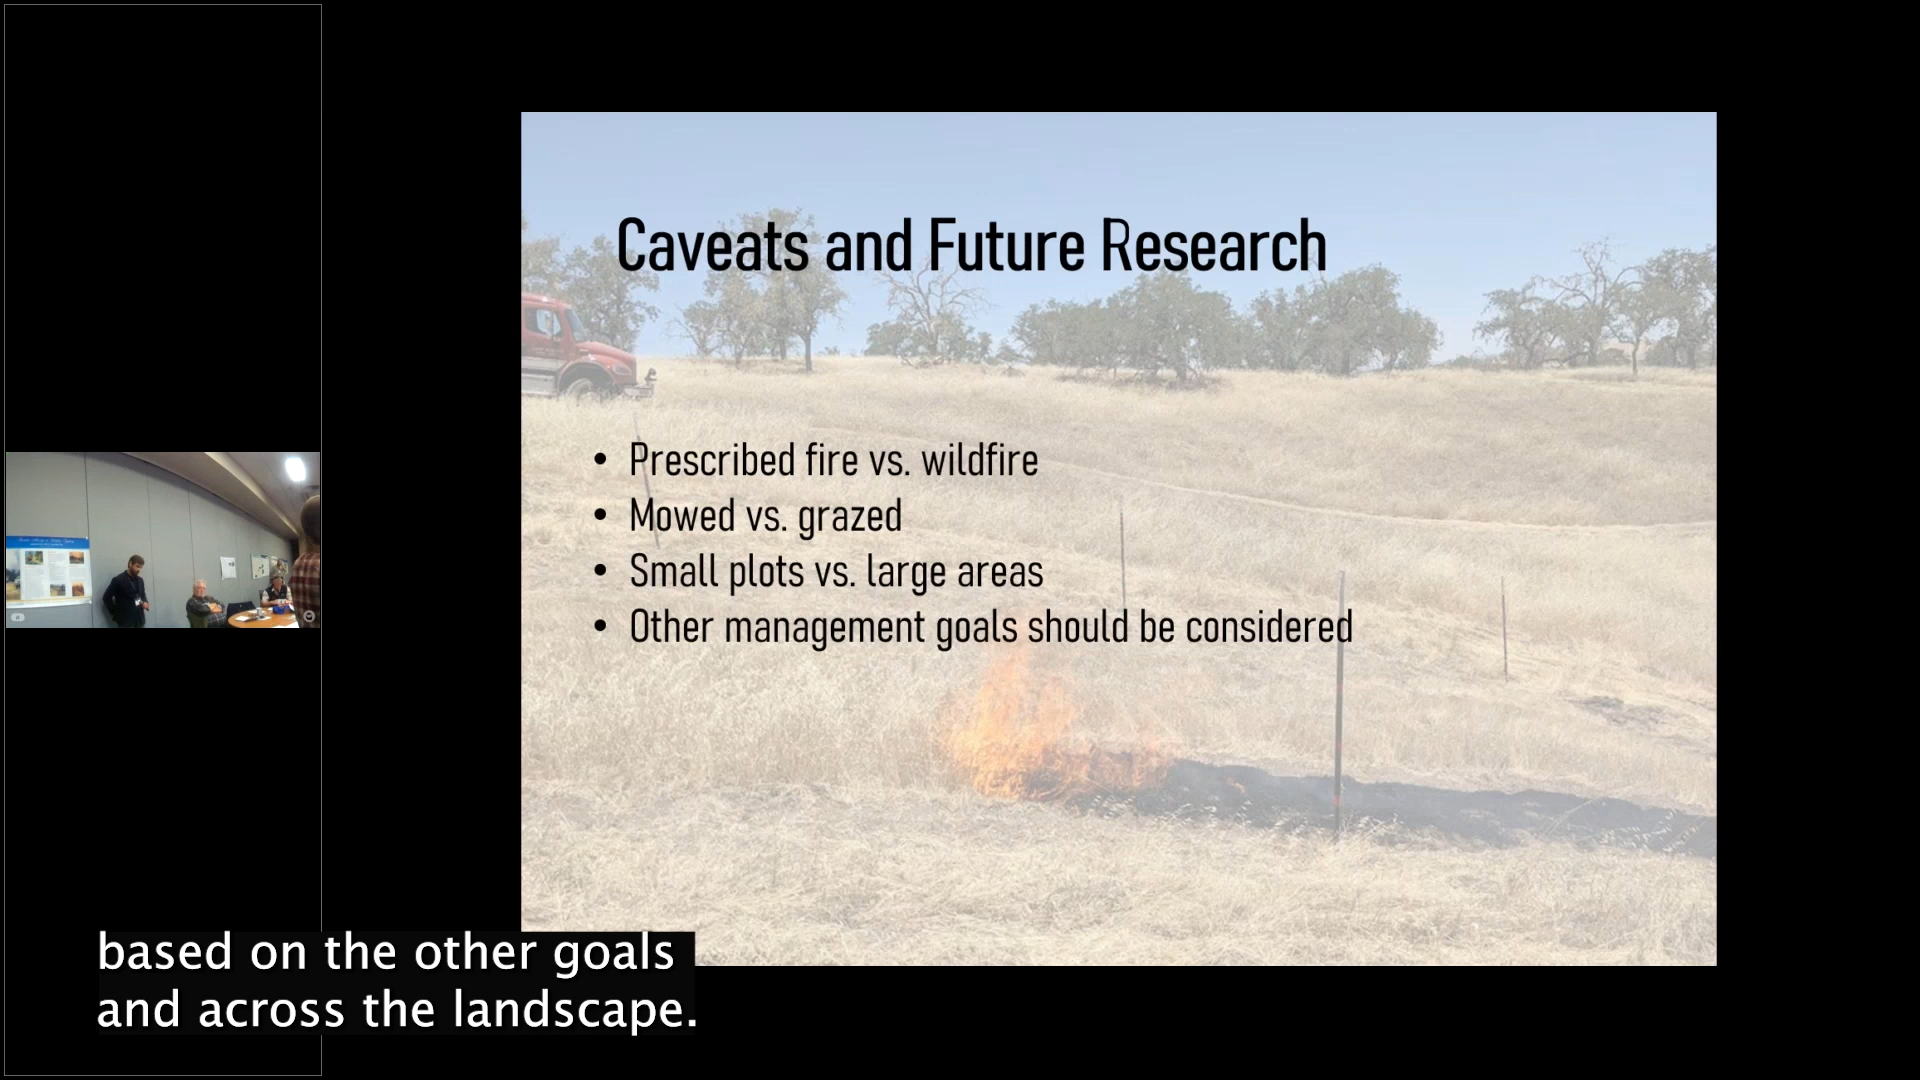 Caveats and Future Research
• Prescribed fire vs. wildfire
• Mowed vs. grazed
• Small plots vs. large areas
• Other management goals should be considered
based on the other goals
and across the landscape.